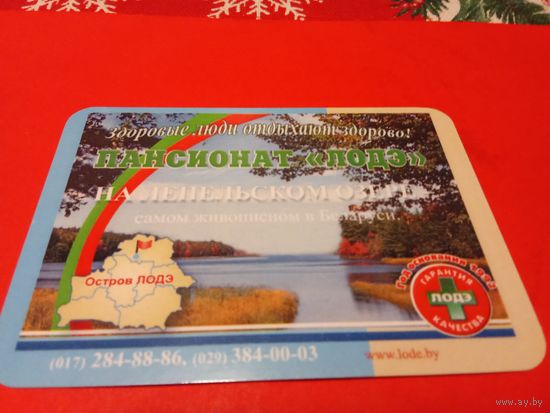 здоровые люди отдыхают здорово!
ПАНСИОНАТ «ЛОДЭ»
НА ЛЕПЕЛЬСКОМ ОЗЕРЕ
самом живописном в Беларуси.
Остров ЛОДЭ
ГАРАНТИЯ
ЛОДЭ
КАЧЕСТВА
(017) 284-88-86, (029) 384-00-03
www.lode.by
www.ay.by